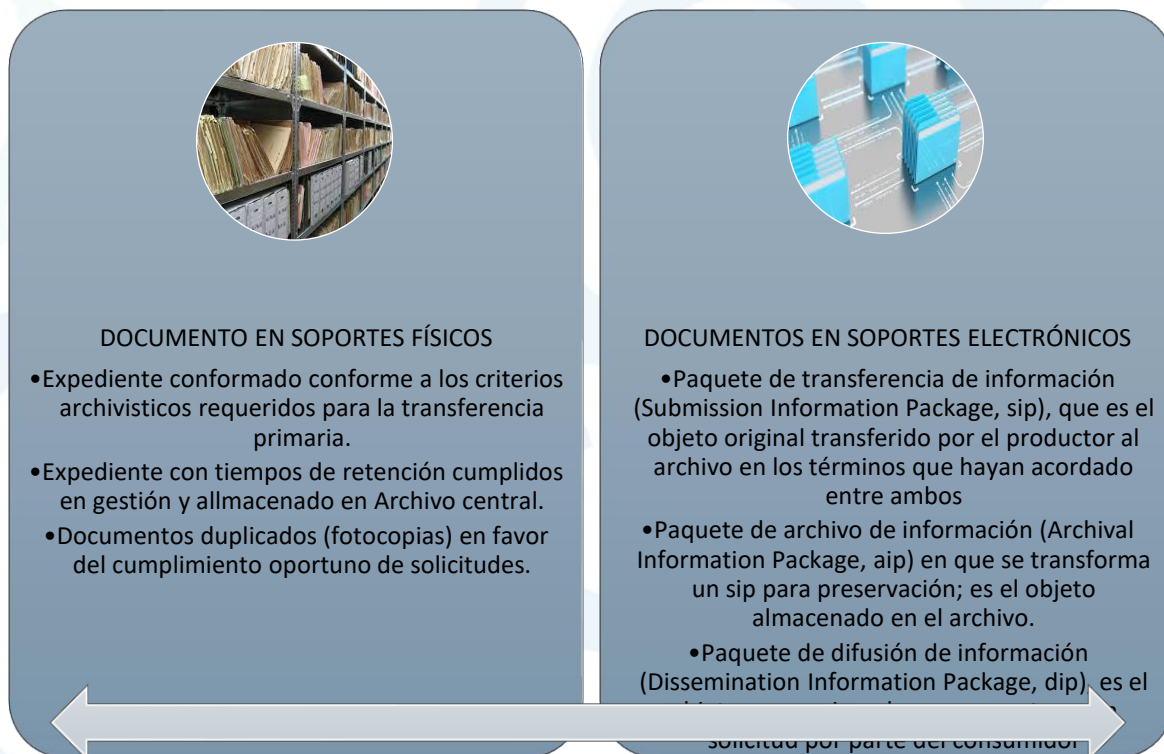 DOCUMENTO EN SOPORTES FÍSICOS
•Expediente conformado conforme a los criterios
archivisticos requeridos para la transferencia
primaria.
•Expediente con tiempos de retención cumplidos
en gestión y allmacenado en Archivo central.
•Documentos duplicados (fotocopias) en favor
del cumplimiento oportuno de solicitudes.
DOCUMENTOS EN SOPORTES ELECTRÓNICOS
•Paquete de transferencia de información
(Submission Information Package, sip), que es el
objeto original transferido por el productor al
archivo en los términos que hayan acordado
entre ambos
•Paquete de archivo de información (Archival
Information Package, aip) en que se transforma
un sip para preservación; es el objeto
almacenado en el archivo.
•Paquete de difusión de información
(Dissemination Information Package, dip), es el
solicitud por parte del consumidor